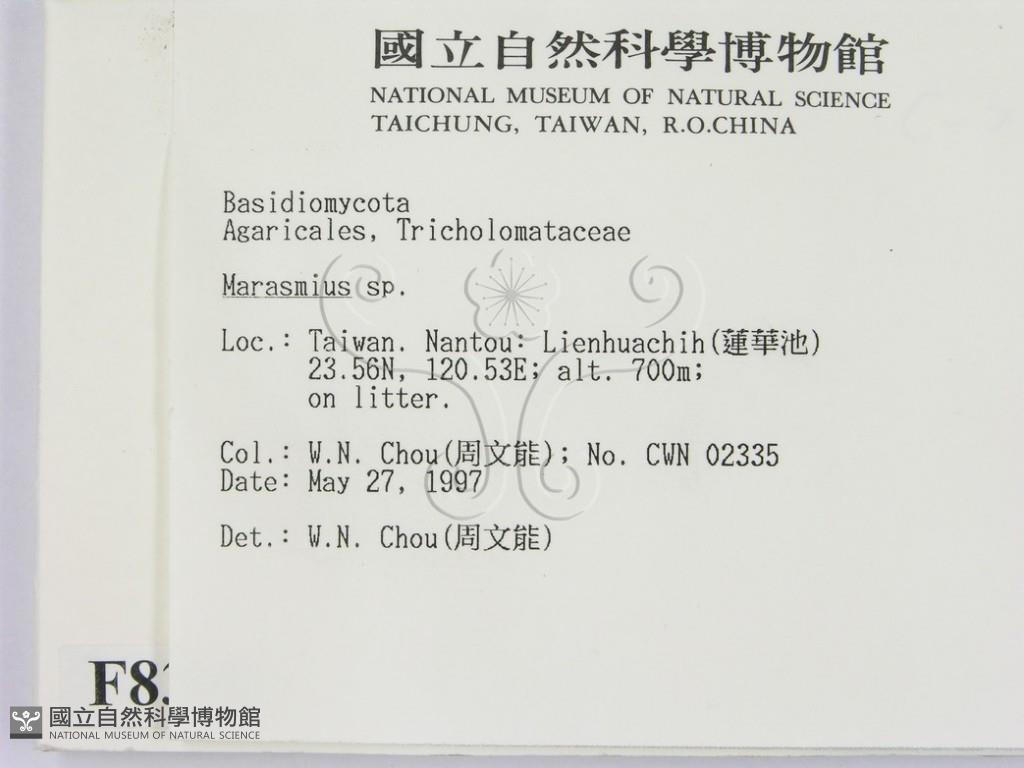 國立自然科學博物館
NATIONAL MUSEUM OF NATURAL SCIENCE
TAICHUNG, TAIWAN, R.O.CHINA
Basidiomycota
Agaricales, Tricholomataceae
Marasmius sp.
Loc.: Taiwan. Nantou: Lienhuachih(蓮華池)
23.56N, 120.53E; alt. 700m;
on litter.
Col.: W.N. Chou(周文能); No. CWN 02335
Date: May 27, 1997
Det.: W.N. Chou(周文能)
國立自然科學博物館
NATIONAL MUSEUM OF NATURAL SCIENCE